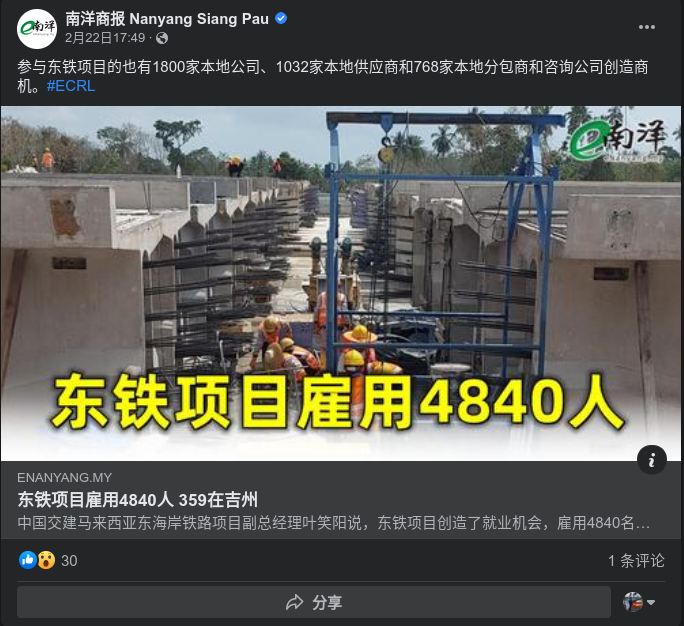 南洋商报 Nanyang Siang Pau
2月22日17:49 ·
参与东铁项目的也有1800家本地公司、1032家本地供应商和768家本地分包商和咨询公司创造商
机。#ECRL
e南洋
enanyang.my
东铁项目雇用4840人
ENANYANG.MY
东铁项目雇用4840人 359在吉州
中国交建马来西亚东海岸铁路项目副总经理叶笑阳说，东铁项目创造了就业机会，雇用4840名…
30
1 条评论
分享